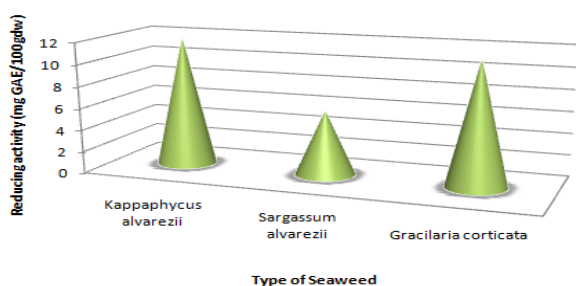 Reducing activity (mg GAE/100gdw)
12
10
8
6
4
2
0
Kappaphycus
alvarezii
Sargassum
alvarezii
Gracilaria corticata
Type of Seaweed